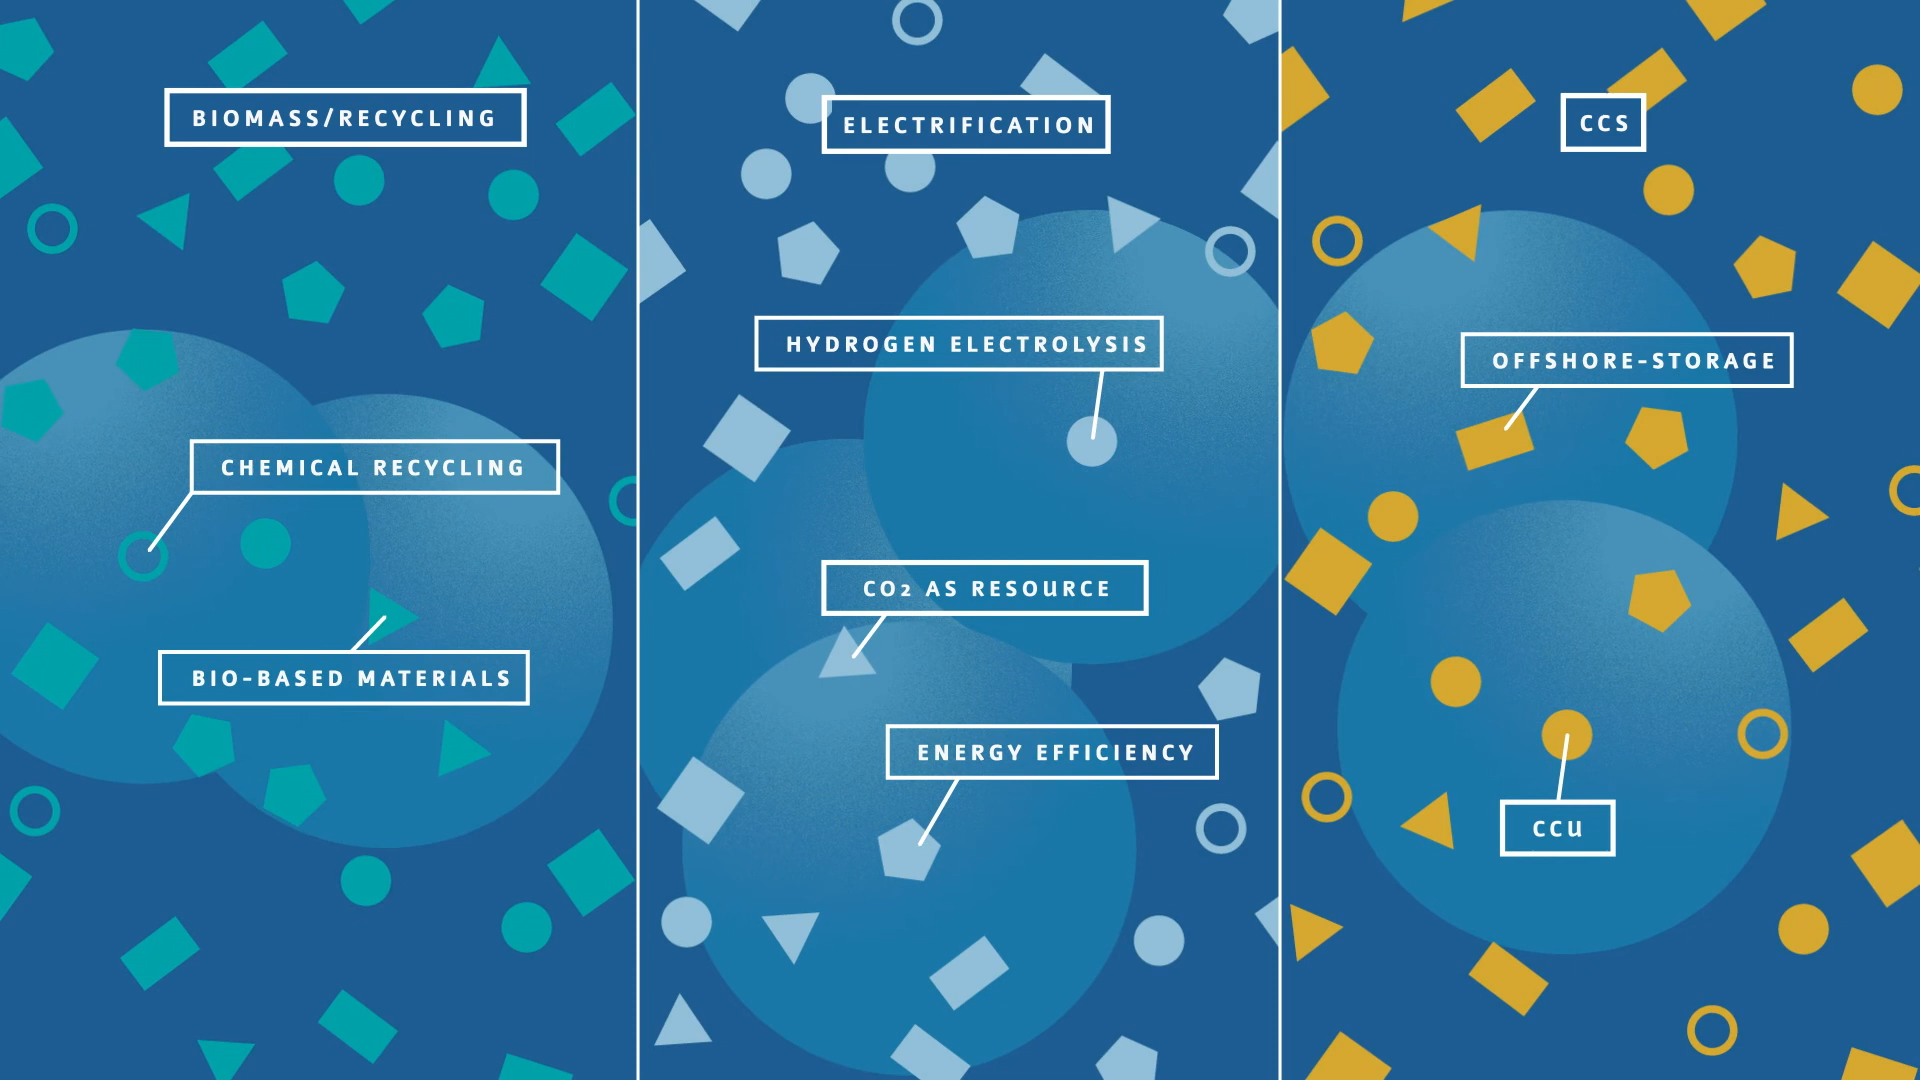 BIOMASS/RECYCLING
CHEMICAL RECYCLING
BIO-BASED MATERIALS
ELECTRIFICATION
HYDROGEN ELECTROLYSIS
CO2 AS RESOURCE
ENERGY EFFICIENCY
CCS
OFFSHORE-STORAGE
CCU